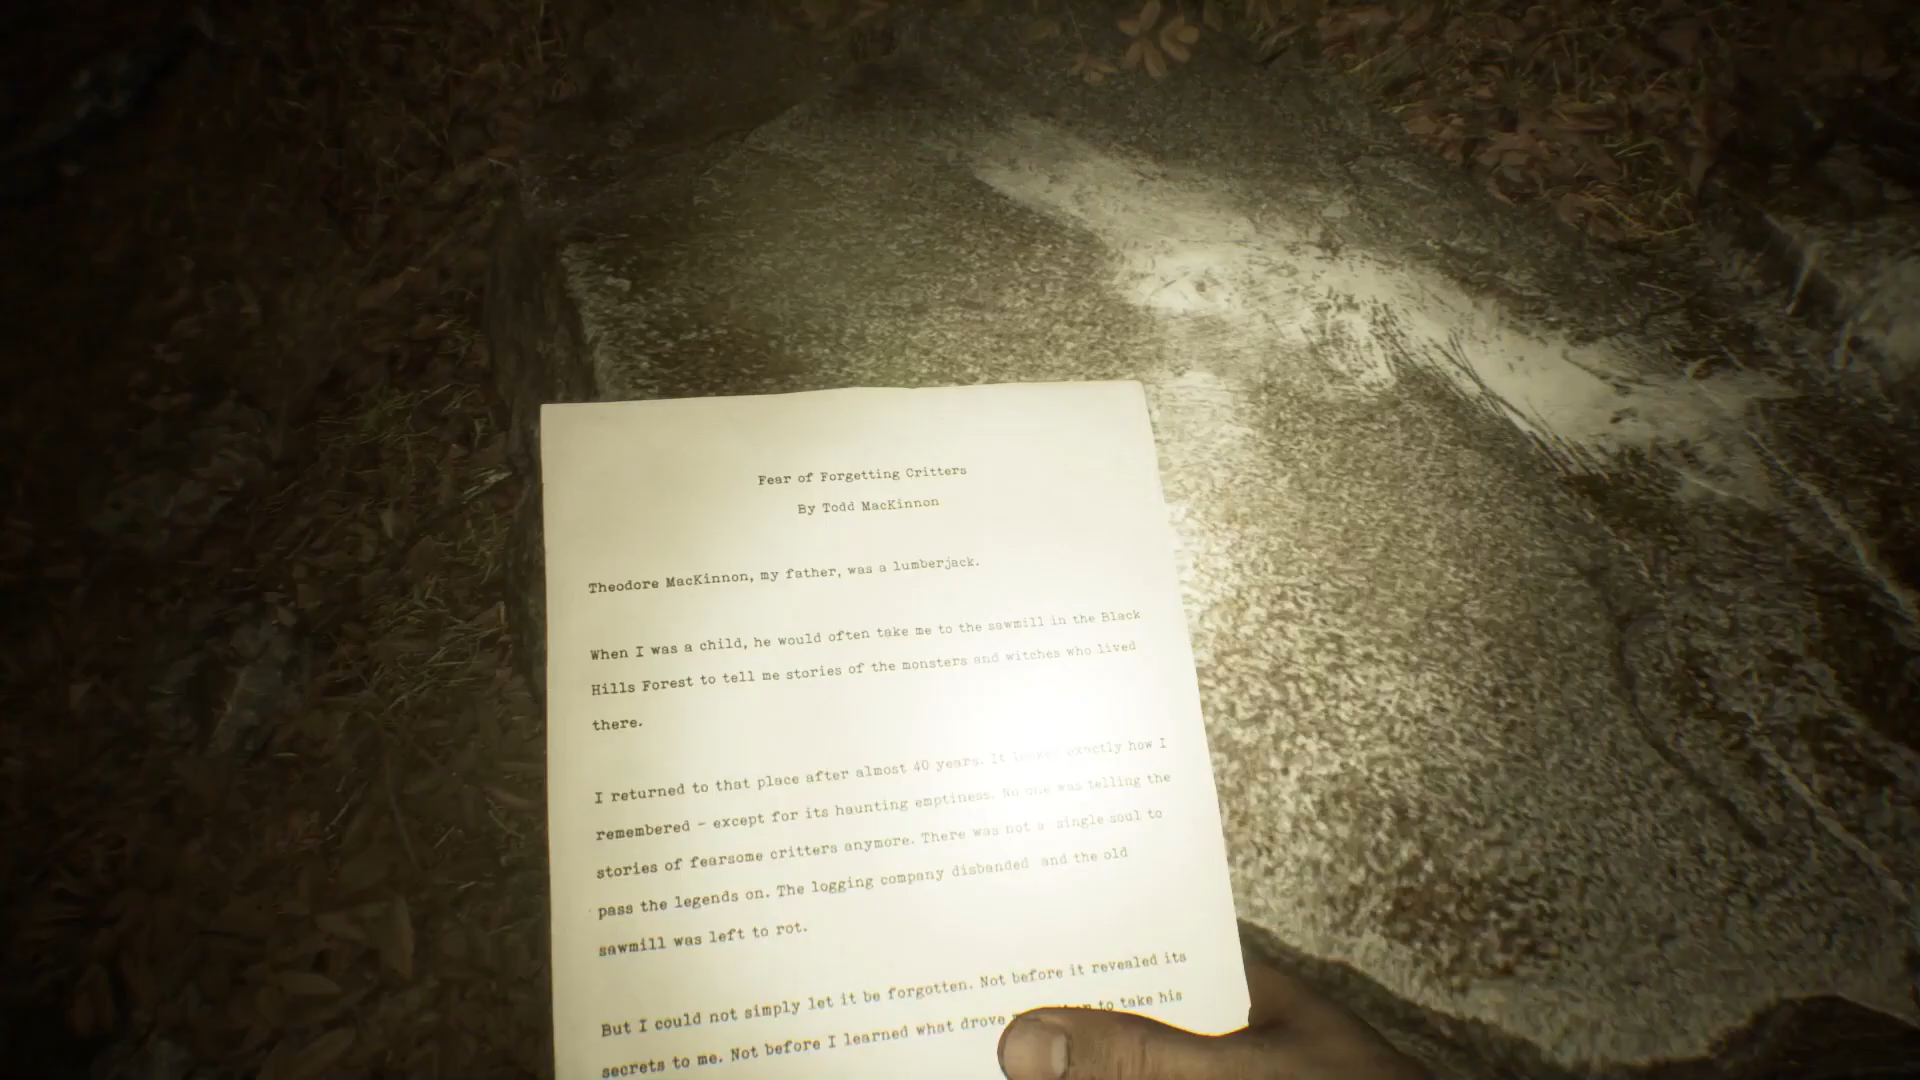 Fear of Forgetting Critters
By Todd MacKinnon
Theodore MacKinnon, my father, was a lumberjack.
When I was a child, he would often take me to the sawmill in the Black
Hills Forest to tell me stories of the monsters and witches who lived
there.
I returned to that place after almost 40 years. It looked exactly how I
remembered - except for its haunting emptiness. No one was telling the
stories of fearsome critters anymore. There was not a single soul to
pass the legends on. The logging company disbanded and the old
sawmill was left to rot.
But I could not simply let it be forgotten. Not before it revealed its
secrets to me. Not before I learned what drove to take his